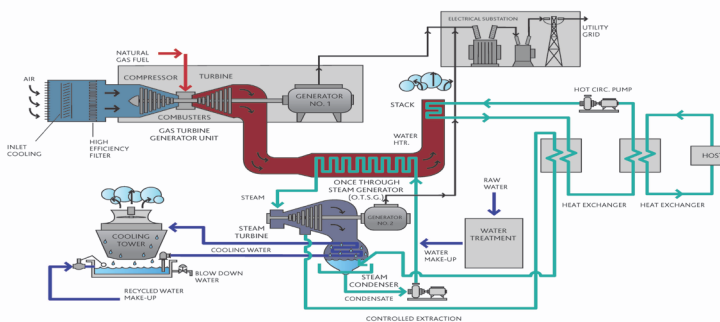 ELECTRICAL SUBSTATION
UTILITY
GRID
NATURAL
GAS FUEL
AIR
COMPRESSOR
TURBINE
GENERATOR
NO. 1
COMBUSTERS
GAS TURBINE
GENERATOR UNIT
INLET
COOLING
HIGH
EFFICIENCY
FILTER
STACK
HOT CIRC. PUMP
WATER
HTR.
HOST
HEAT EXCHANGER
HEAT EXCHANGER
ONCE THROUGH
STEAM GENERATOR
[O.T.S.G.]
STEAM
RAW
WATER
STEAM
TURBINE
GENERATOR
NO. 2
COOLING
TOWER
COOLING WATER
WATER
TREATMENT
WATER
MAKE-UP
BLOW DOWN
WATER
STEAM
CONDENSER
RECYCLED WATER
MAKE-UP
CONDENSATE
CONTROLLED EXTRACTION